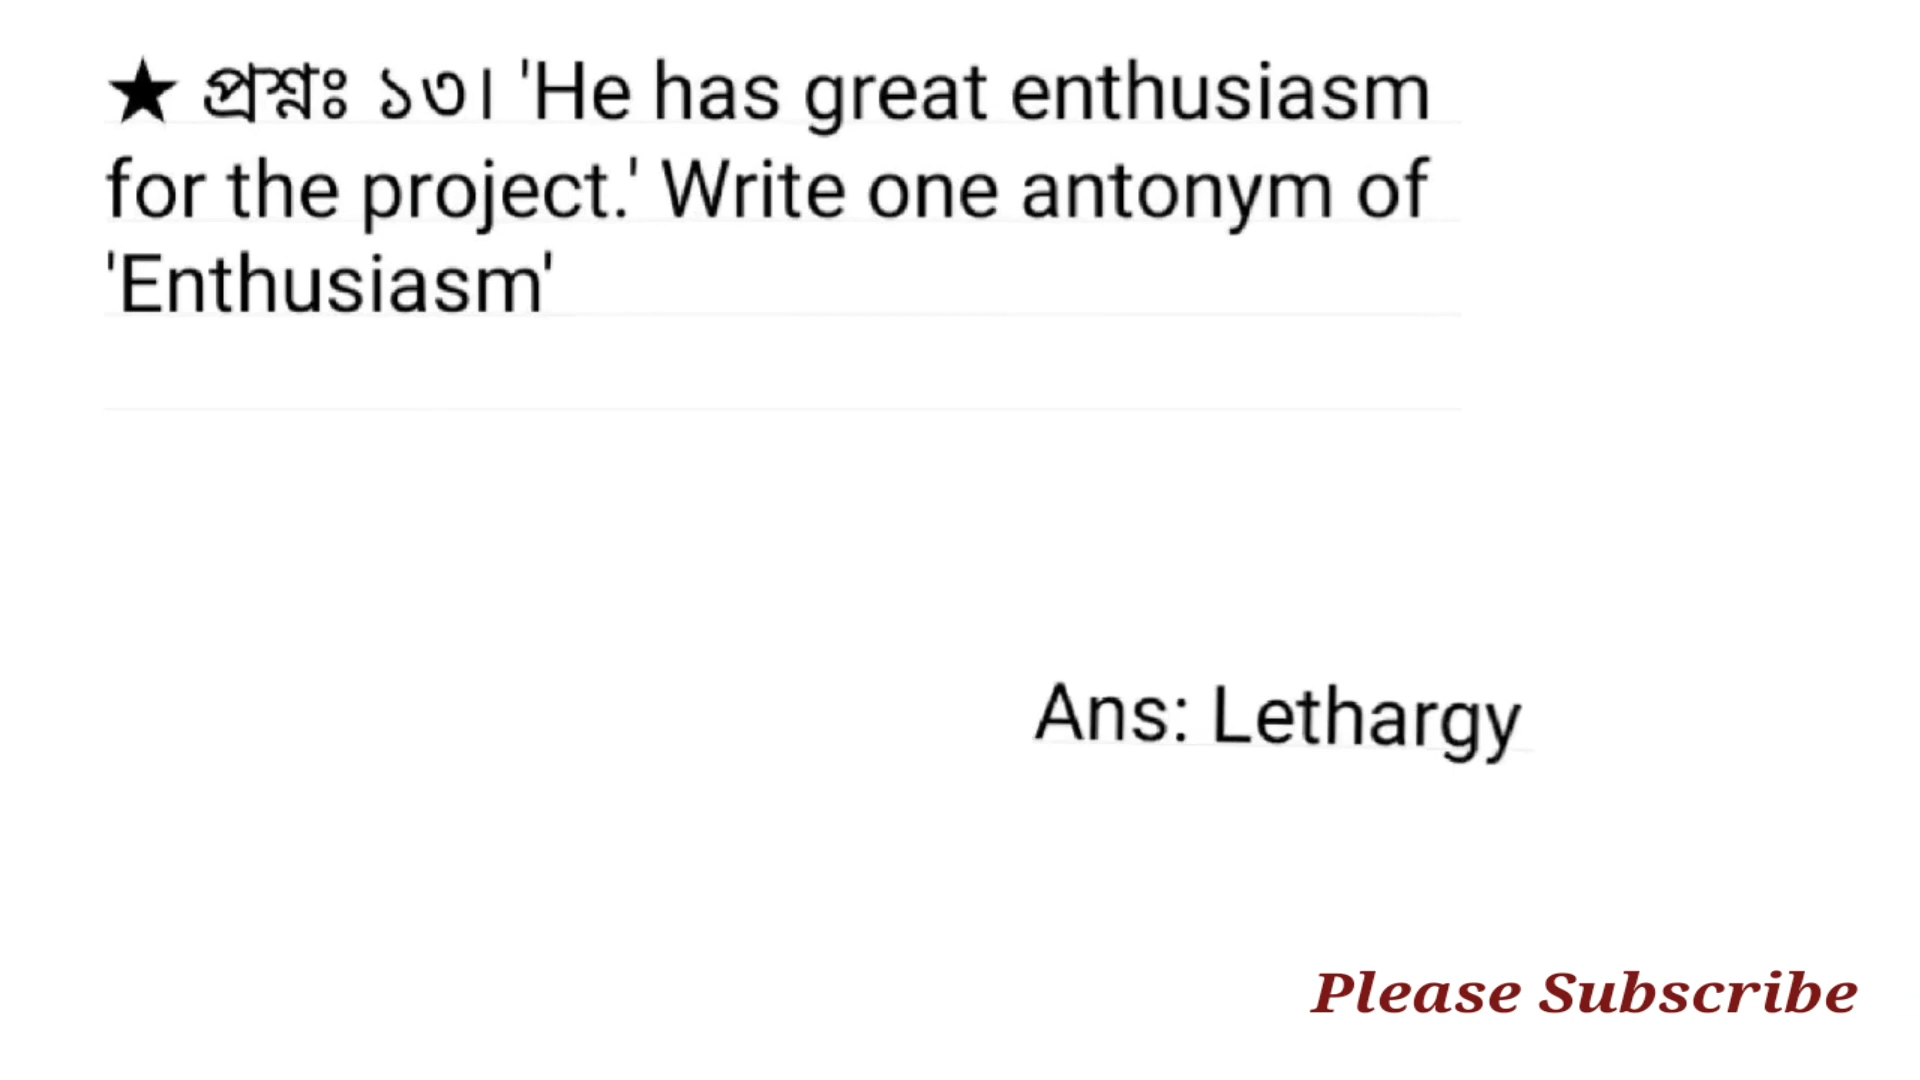 ★ প্রশ্নঃ ১৩। 'He has great enthusiasm
for the project.' Write one antonym of
'Enthusiasm'
Ans: Lethargy
Please Subscribe